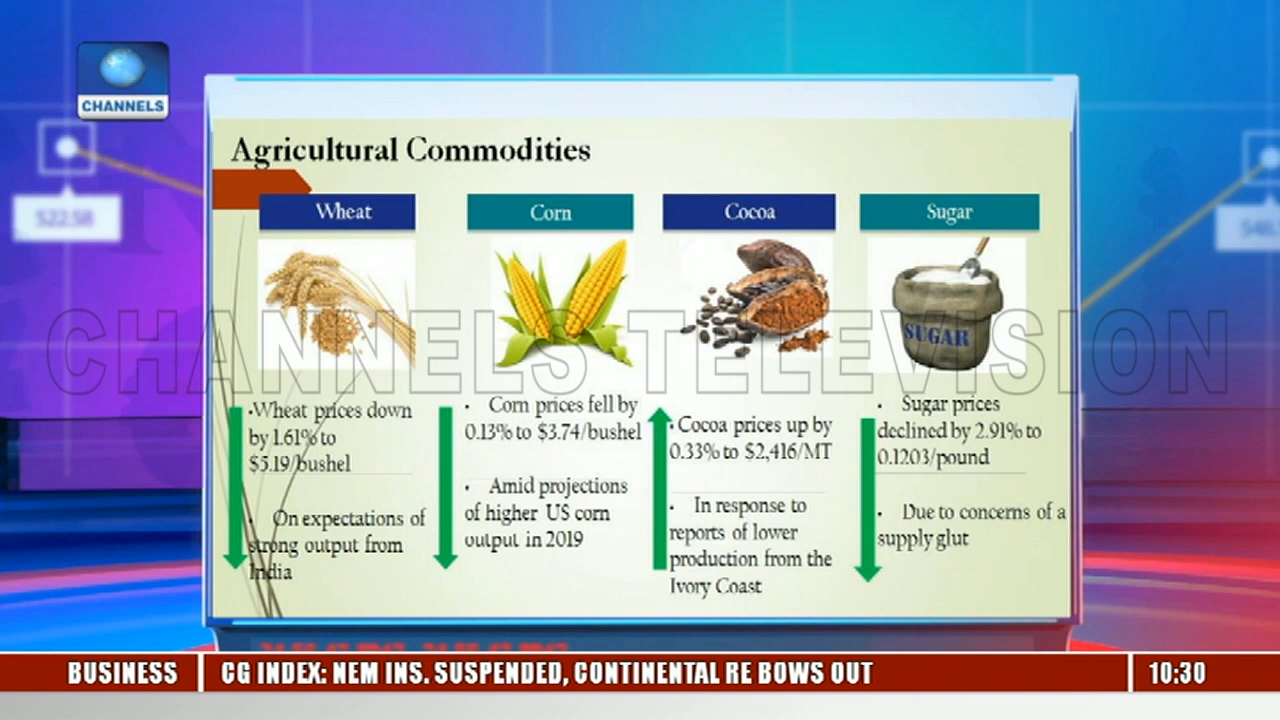 CHANNELS
$22.58
Agricultural Commodities
Wheat
Corn
Cocoa
Sugar
SUGAR
CHANNELS TELEVISION
•Wheat prices down
by 1.61% to
$5.19/bushel
• On expectations of
strong output from
India
• Corn prices fell by
0.13% to $3.74/bushel
• Amid projections
of higher US corn
output in 2019
• Cocoa prices up by
0.33% to $2,416/MT
• In response to
reports of lower
production from the
Ivory Coast
• Sugar prices
declined by 2.91% to
0.1203/pound
• Due to concerns of a
supply glut
BUSINESS
CG INDEX: NEM INS. SUSPENDED, CONTINENTAL RE BOWS OUT
10:30